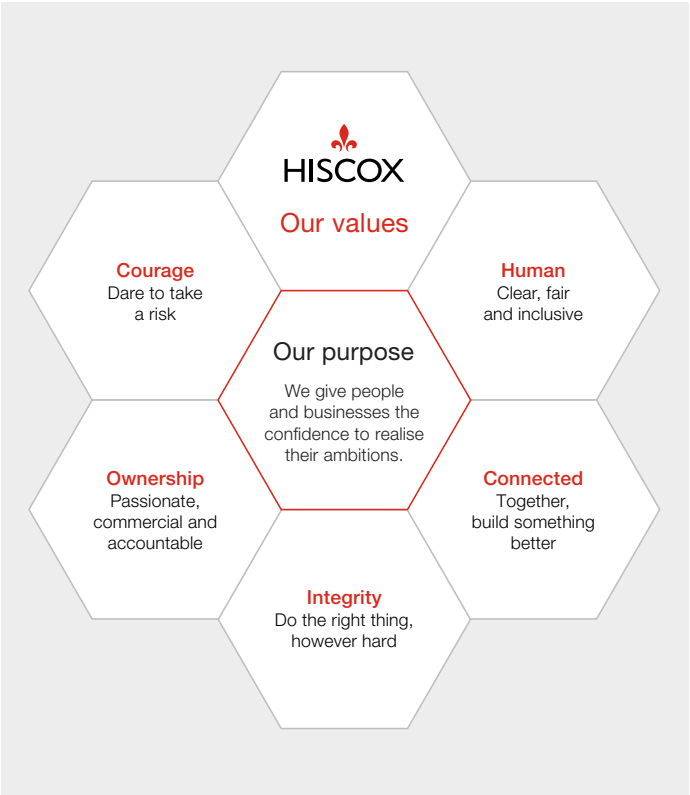 HISCOX
Our values
Courage
Dare to take
a risk
Human
Clear, fair
and inclusive
Our purpose
We give people
and businesses the
confidence to realise
their ambitions.
Ownership
Passionate,
commercial and
accountable
Connected
Together,
build something
better
Integrity
Do the right thing,
however hard